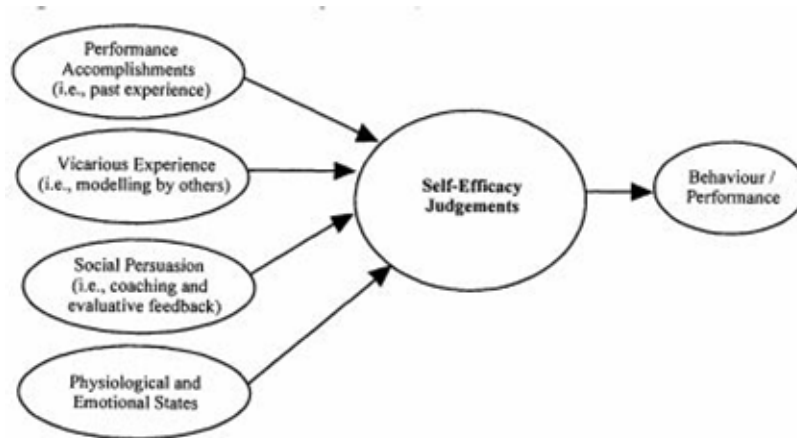 Performance
Accomplishments
(i.e., past experience)
Vicarious Experience
(i.e., modelling by others)
Social Persuasion
(i.e., coaching and
evaluative feedback)
Physiological and
Emotional States
Self-Efficacy
Judgements
Behaviour /
Performance